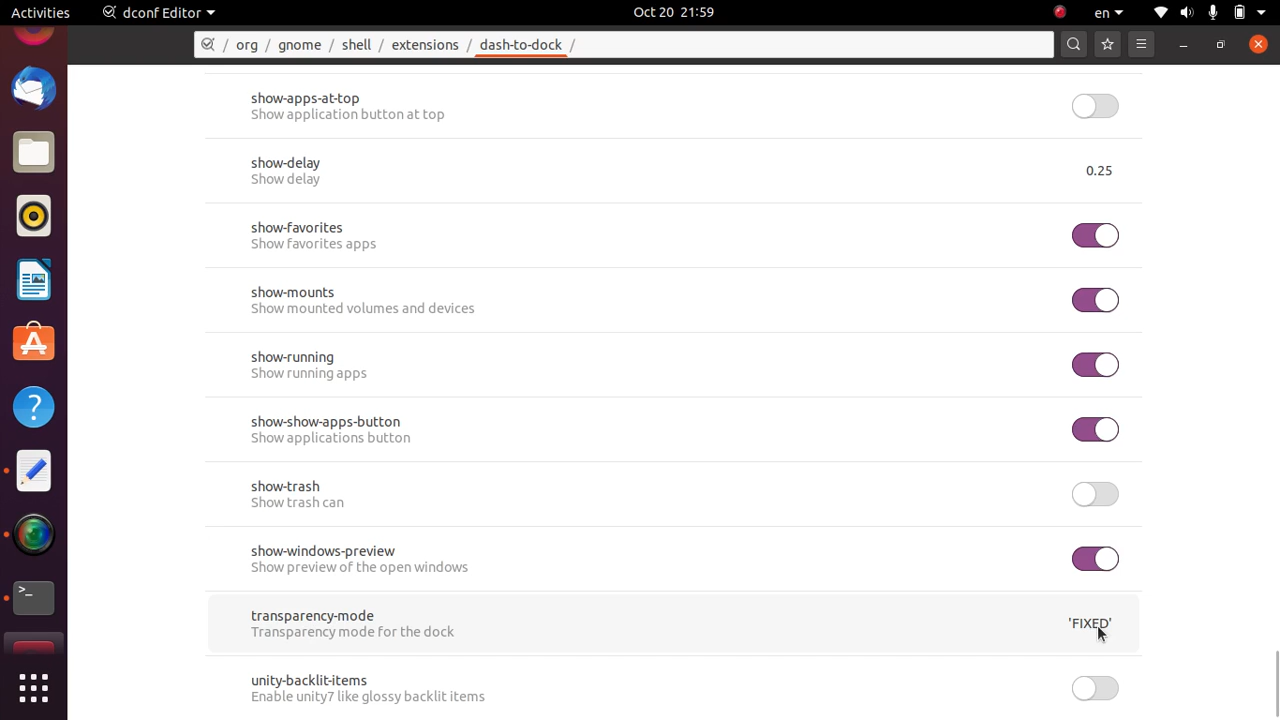 Activities dconf Editor Oct 20 21:59 en
/ org / gnome / shell / extensions / dash-to-dock /
show-apps-at-top
Show application button at top
show-delay
Show delay
0.25
show-favorites
Show favorites apps
show-mounts
Show mounted volumes and devices
show-running
Show running apps
show-show-apps-button
Show applications button
show-trash
Show trash can
show-windows-preview
Show preview of the open windows
transparency-mode
Transparency mode for the dock
'FIXED'
unity-backlit-items
Enable unity7 like glossy backlit items